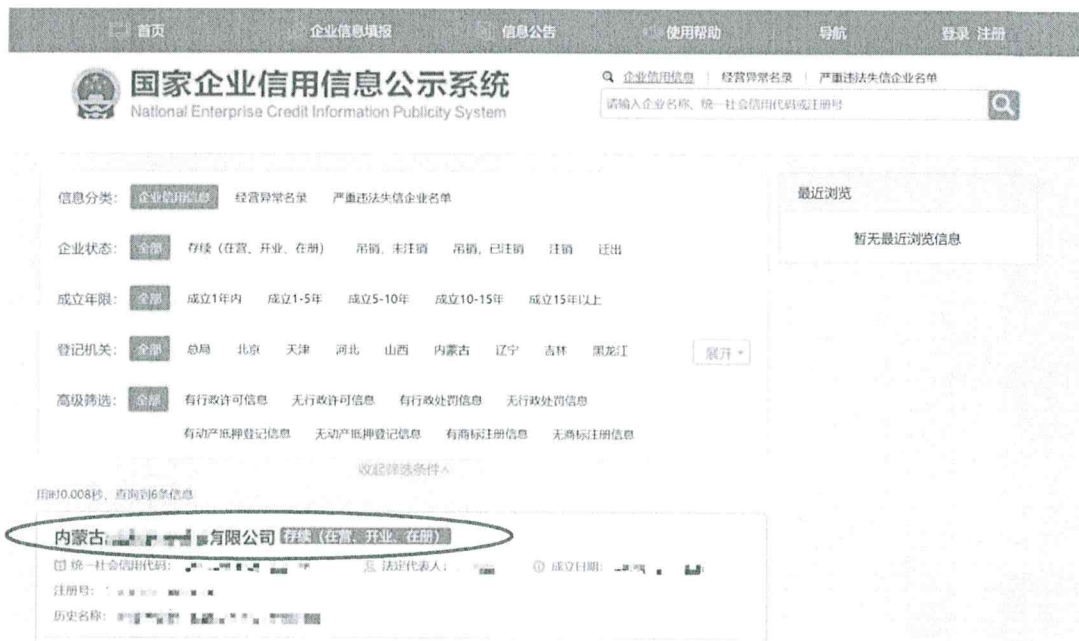 首页 企业信息填报 信息公告 使用帮助 导航 登录 注册
国家企业信用信息公示系统
National Enterprise Credit Information Publicity System
企业信用信息 | 经营异常名录 | 严重违法失信企业名单
请输入企业名称、统一社会信用代码或注册号
信息分类: 企业信用信息 经营异常名录 严重违法失信企业名单
企业状态: 全部 存续(在营、开业、在册) 吊销,未注销 吊销,已注销 注销 迁出
成立年限: 全部 成立1年内 成立1-5年 成立5-10年 成立10-15年 成立15年以上
登记机关: 全部 总局 北京 天津 河北 山西 内蒙古 辽宁 吉林 黑龙江 展开
高级筛选: 全部 有行政许可信息 无行政许可信息 有行政处罚信息 无行政处罚信息
有动产抵押登记信息 无动产抵押登记信息 有商标注册信息 无商标注册信息
收起筛选条件
最近浏览
暂无最近浏览信息
用时0.008秒,查询到6条信息
内蒙古 有限公司 存续(在营、开业、在册)
统一社会信用代码: 法定代表人: 成立日期:
注册号:
历史名称: